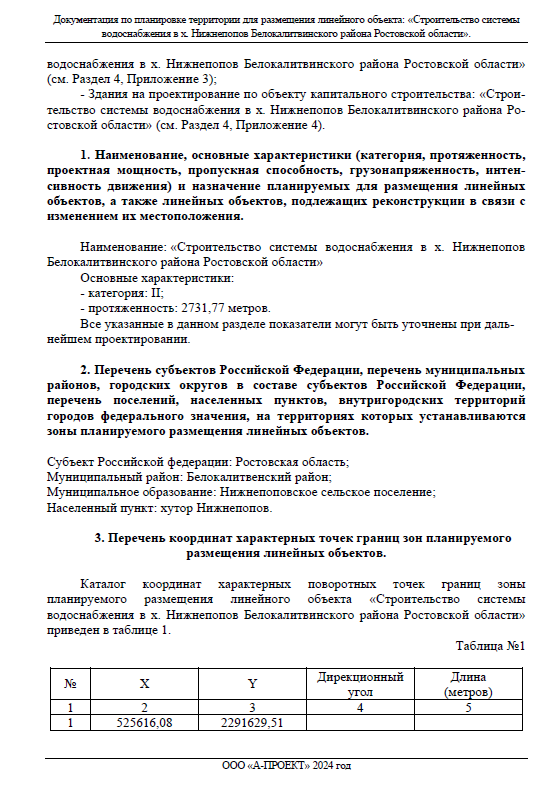 Документация по планировке территории для размещения линейного объекта: «Строительство системы
водоснабжения в х. Нижнепопов Белокалитвинского района Ростовской области».
водоснабжения в х. Нижнепопов Белокалитвинского района Ростовской области»
(см. Раздел 4, Приложение 3);
- Здания на проектирование по объекту капитального строительства: «Строи-
тельство системы водоснабжения в х. Нижнепопов Белокалитвинского района Ро-
стовской области» (см. Раздел 4, Приложение 4).
1. Наименование, основные характеристики (категория, протяженность,
проектная мощность, пропускная способность, грузонапряженность, интен-
сивность движения) и назначение планируемых для размещения линейных
объектов, а также линейных объектов, подлежащих реконструкции в связи с
изменением их местоположения.
Наименование: «Строительство системы водоснабжения в х. Нижнепопов
Белокалитвинского района Ростовской области»
Основные характеристики:
- категория: II;
- протяженность: 2731,77 метров.
Все указанные в данном разделе показатели могут быть уточнены при даль-
нейшем проектировании.
2. Перечень субъектов Российской Федерации, перечень муниципальных
районов, городских округов в составе субъектов Российской Федерации,
перечень поселений, населенных пунктов, внутригородских территорий
городов федерального значения, на территориях которых устанавливаются
зоны планируемого размещения линейных объектов.
Субъект Российской федерации: Ростовская область;
Муниципальный район: Белокалитвенский район;
Муниципальное образование: Нижнепоповское сельское поселение;
Населенный пункт: хутор Нижнепопов.
3. Перечень координат характерных точек границ зон планируемого
размещения линейных объектов.
Каталог координат характерных поворотных точек границ зоны
планируемого размещения линейного объекта «Строительство системы
водоснабжения в х. Нижнепопов Белокалитвинского района Ростовской области»
приведен в таблице 1.
Таблица №1
№ X Y Дирекционный угол Длина (метров)
1 2 3 4 5
1 525616,08 2291629,51
ООО «А-ПРОЕКТ» 2024 год